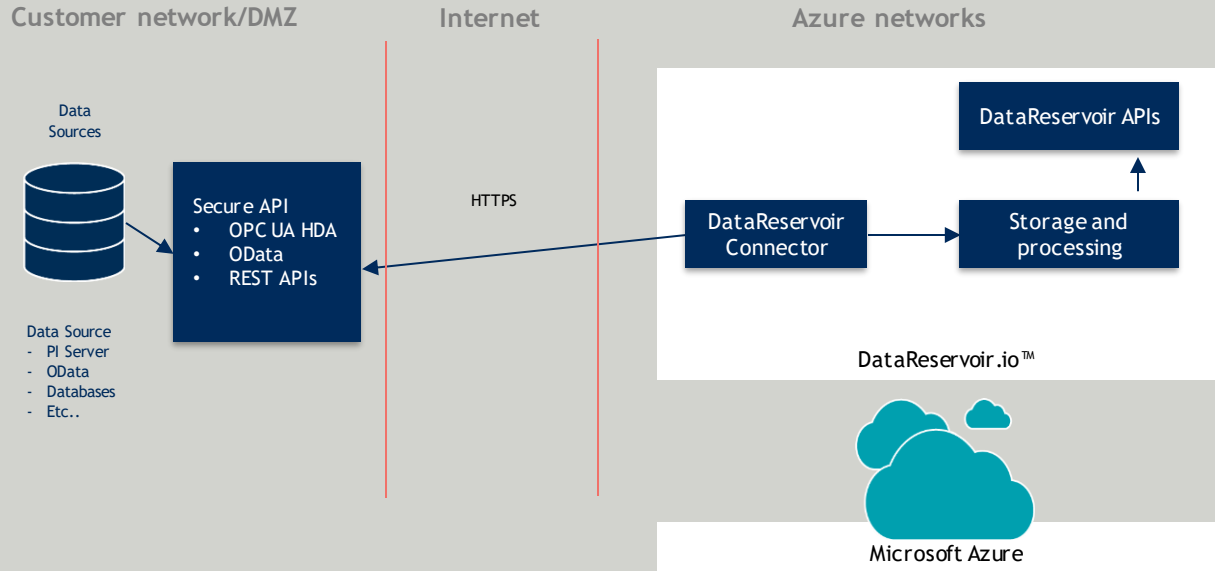 Customer network/DMZ
Internet
Azure networks
Data
Sources
Secure API
• OPC UA HDA
• OData
• REST APIs
Data Source
- PI Server
- OData
- Databases
- Etc..
HTTPS
DataReservoir
Connector
Storage and
processing
DataReservoir APIs
DataReservoir.io™
Microsoft Azure